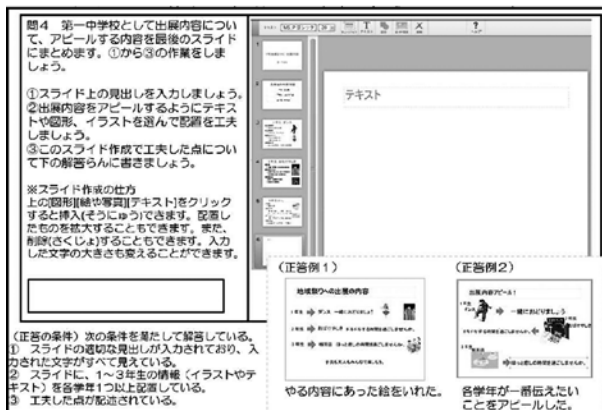 問4 第一中学校として出展内容につい
て、アピールする内容を最後のスライド
にまとめます。①から③の作業をしま
しょう。
①スライド上の見出しを入力しましょう。
②出展内容をアピールするようにテキス
トや図形、イラストを選んで配置を工夫
しましょう。
③このスライド作成で工夫した点につい
て下の解答らんに書きましょう。
※スライド作成の仕方
上の[図形][絵や写真][テキスト]をクリック
すると挿入(そうにゅう)できます。配置し
たものを拡大することもできます。また、
削除(さくじょ)することもできます。入力
した文字の大きさも変えることができます。
テキスト
(正答の条件)次の条件を満たして解答している。
① スライドの適切な見出しが入力されており、入
力された文字がすべて見えている。
② スライドに、1~3年生の情報(イラストやテ
キスト)を各学年1つ以上配置している。
③ 工夫した点が記述されている。
(正答例1)
地域祭りへの出展の内容
やる内容にあった絵をいれた。
(正答例2)
出展内容アピール!
一緒におどりましょう
各学年が一番伝えたい
ことをアピールした。